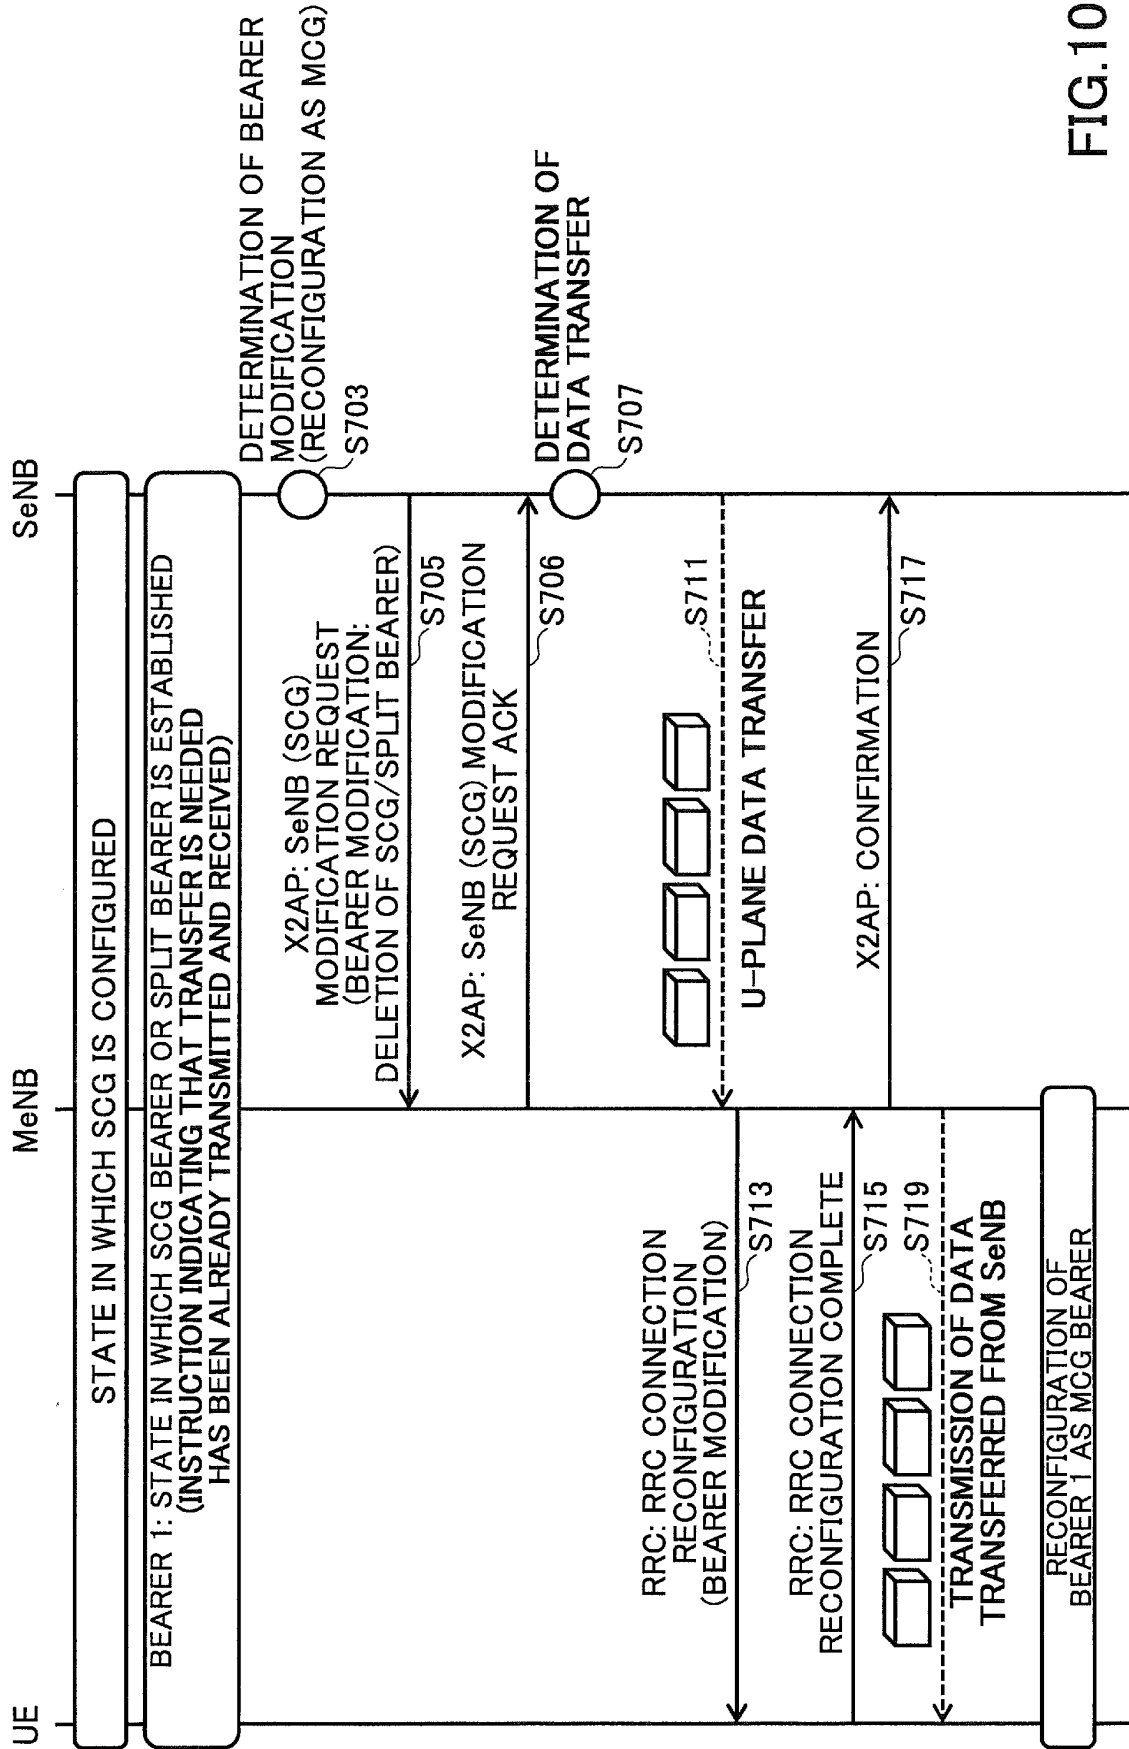 UE
MeNB
SeNB
STATE IN WHICH SCG IS CONFIGURED
BEARER 1: STATE IN WHICH SCG BEARER OR SPLIT BEARER IS ESTABLISHED
(INSTRUCTION INDICATING THAT TRANSFER IS NEEDED
HAS BEEN ALREADY TRANSMITTED AND RECEIVED)
DETERMINATION OF BEARER
MODIFICATION
(RECONFIGURATION AS MCG)
S703
X2AP: SeNB (SCG)
MODIFICATION REQUEST
(BEARER MODIFICATION:
DELETION OF SCG/SPLIT BEARER)
S705
X2AP: SeNB (SCG) MODIFICATION
REQUEST ACK
S706
DETERMINATION OF
DATA TRANSFER
S707
S711
U-PLANE DATA TRANSFER
RRC: RRC CONNECTION
RECONFIGURATION
(BEARER MODIFICATION)
S713
RRC: RRC CONNECTION
RECONFIGURATION COMPLETE
S715
X2AP: CONFIRMATION
S717
S719
TRANSMISSION OF DATA
TRANSFERRED FROM SeNB
RECONFIGURATION OF
BEARER 1 AS MCG BEARER
FIG.10